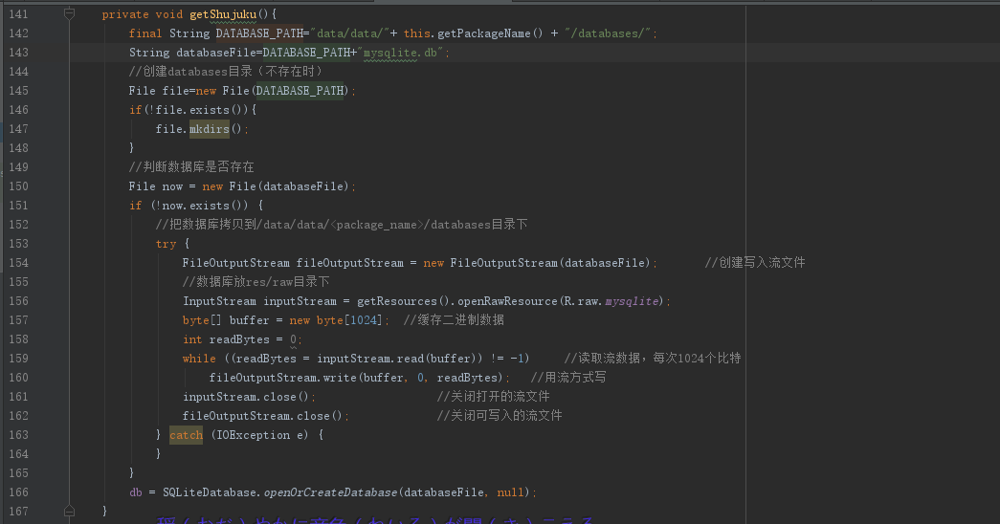 141 private void getShujuku(){
142 final String DATABASE_PATH="data/data/"+ this.getPackageName() + "/databases/";
143 String databaseFile=DATABASE_PATH+"mysqlite.db";
144 //创建databases目录（不存在时）
145 File file=new File(DATABASE_PATH);
146 if(!file.exists()){
147 file.mkdirs();
148 }
149 //判断数据库是否存在
150 File now = new File(databaseFile);
151 if (!now.exists()) {
152 //把数据库拷贝到/data/data/<package_name>/databases目录下
153 try {
154 FileOutputStream fileOutputStream = new FileOutputStream(databaseFile); //创建写入流文件
155 //数据库放res/raw目录下
156 InputStream inputStream = getResources().openRawResource(R.raw.mysqlite);
157 byte[] buffer = new byte[1024]; //缓存二进制数据
158 int readBytes = 0;
159 while ((readBytes = inputStream.read(buffer)) != -1) //读取流数据，每次1024个比特
160 fileOutputStream.write(buffer, 0, readBytes); //用流方式写
161 inputStream.close(); //关闭打开的流文件
162 fileOutputStream.close(); //关闭可写入的流文件
163 } catch (IOException e) {
164 }
165 }
166 db = SQLiteDatabase.openOrCreateDatabase(databaseFile, null);
167 }